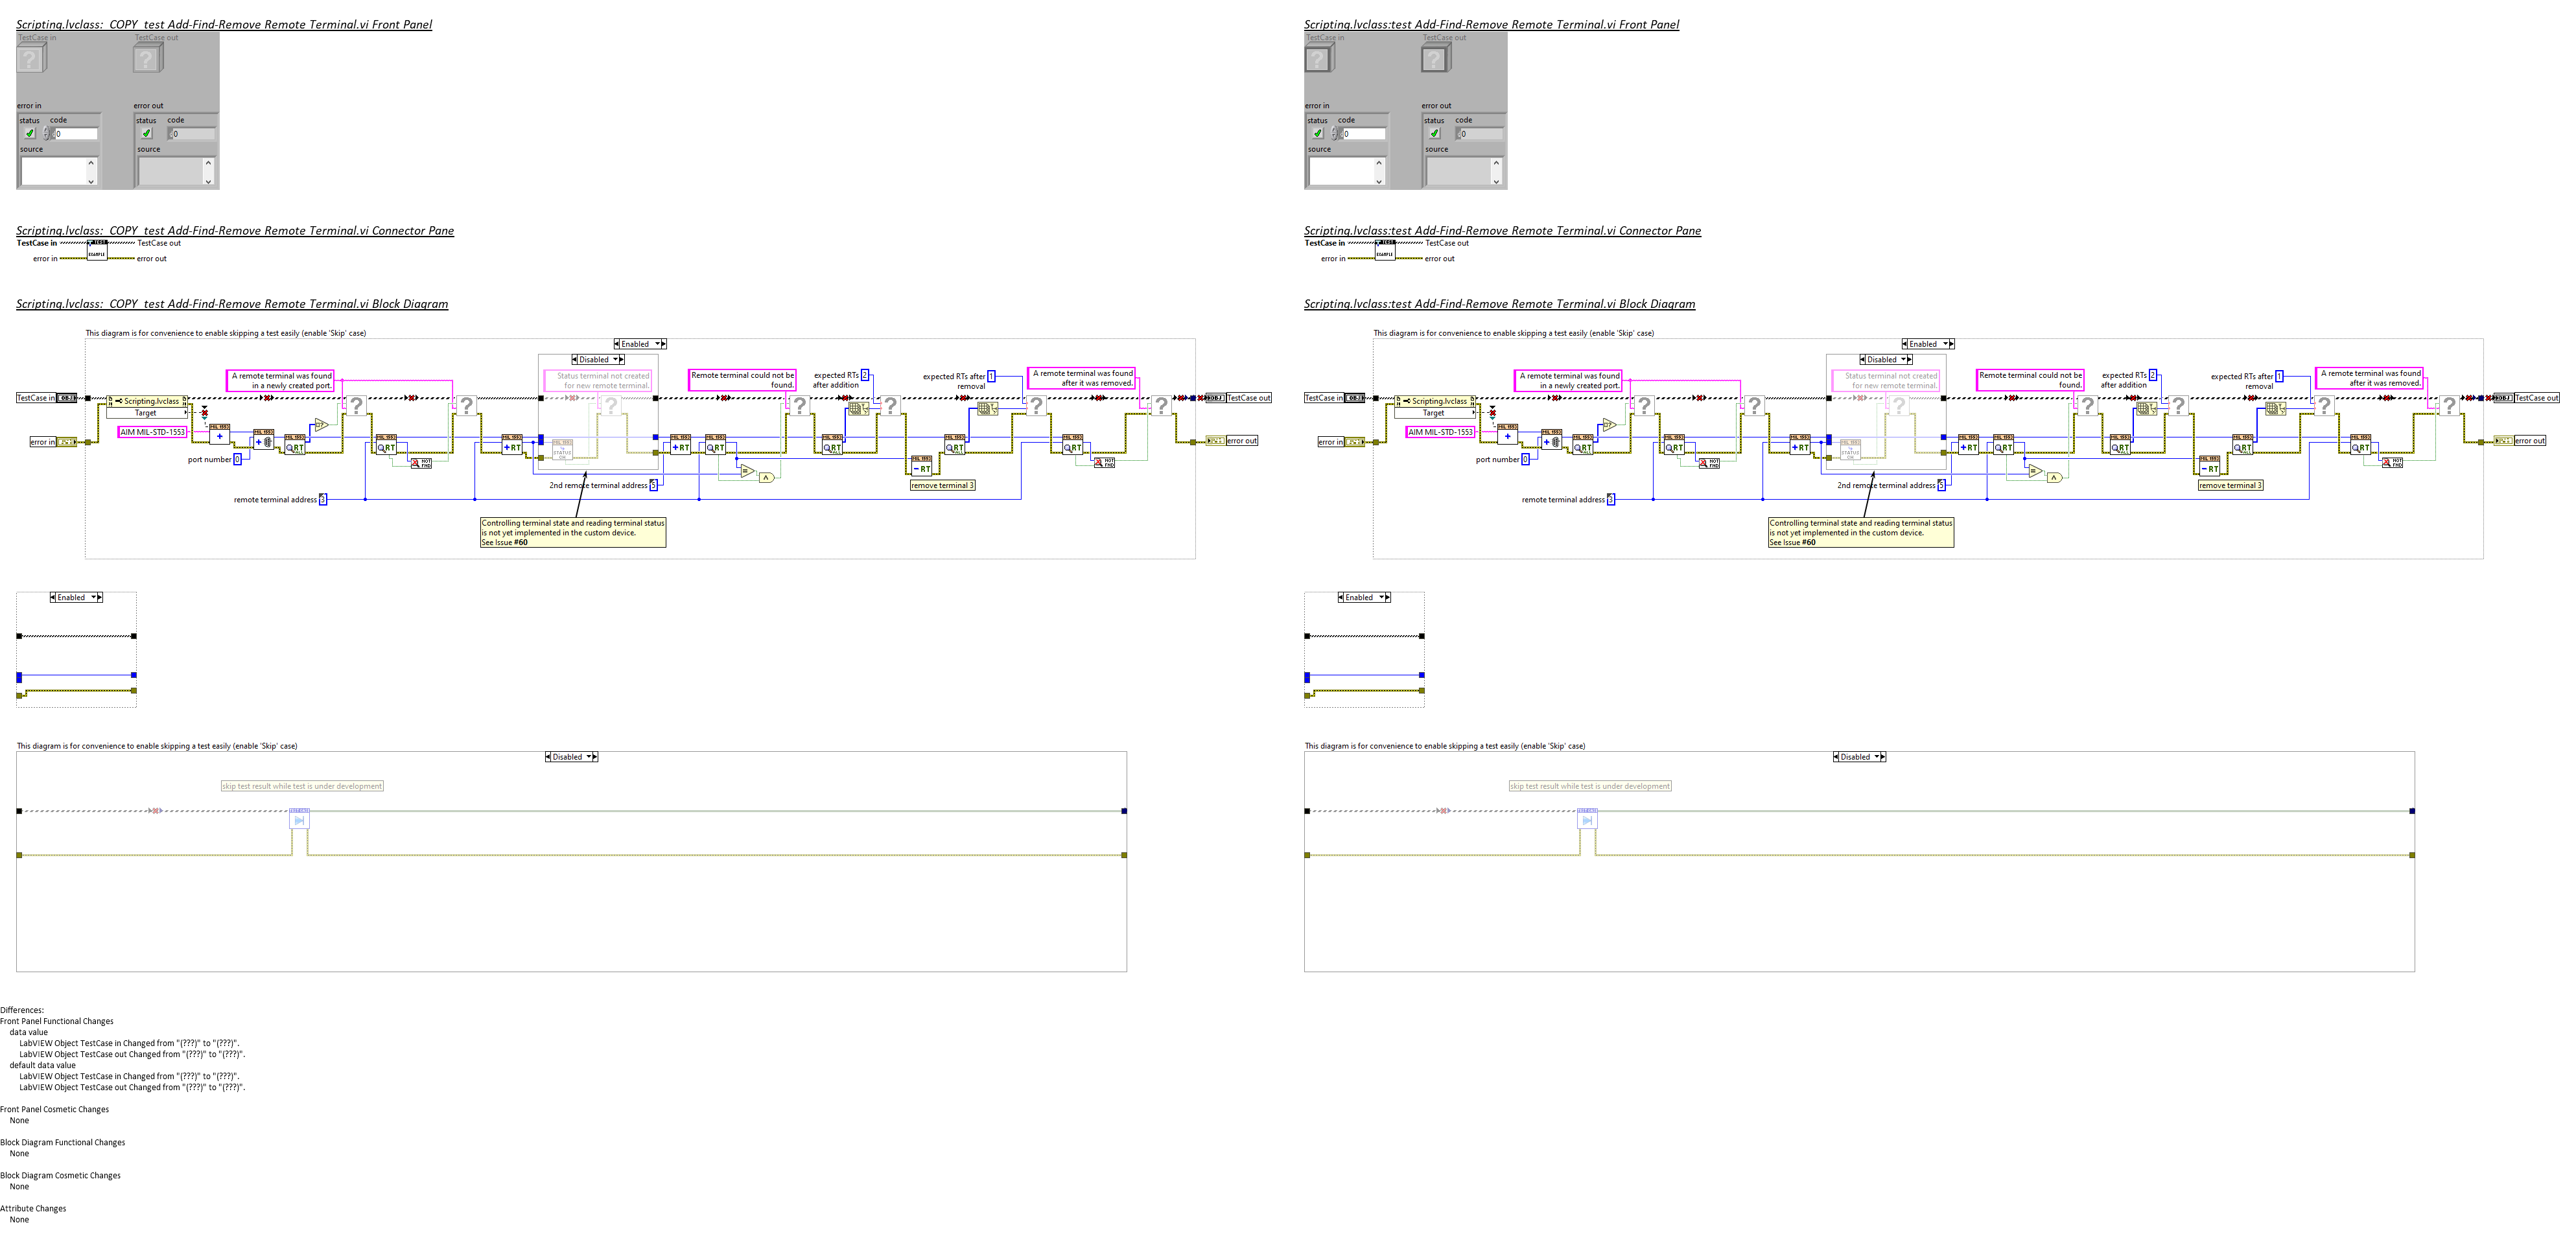 Scripting.lvclass:_COPY_test Add-Find-Remove Remote Terminal.vi Front Panel
TestCase in
TestCase out
error in
error out
status
code
status
code
0
0
source
source
Scripting.lvclass:_COPY_test Add-Find-Remove Remote Terminal.vi Connector Pane
TestCase in
TestCase out
error in
error out
Scripting.lvclass:_COPY_test Add-Find-Remove Remote Terminal.vi Block Diagram
This diagram is for convenience to enable skipping a test easily (enable 'Skip' case)
Enabled
Disabled
A remote terminal was found
in a newly created port.
Status terminal not created
for new remote terminal.
Remote terminal could not be
found.
expected RTs
after addition
2
expected RTs after
removal
1
A remote terminal was found
after it was removed.
TestCase in
TestCase out
Scripting.lvclass
Target
AIM MIL-STD-1553
error in
error out
port number
0
2nd remote terminal address
5
remove terminal 3
remote terminal address
3
Controlling terminal state and reading terminal status
is not yet implemented in the custom device.
See Issue #60
Enabled
This diagram is for convenience to enable skipping a test easily (enable 'Skip' case)
Disabled
skip test result while test is under development
Differences:
Front Panel Functional Changes
data value
LabVIEW Object TestCase in Changed from "(???)" to "(???)".
LabVIEW Object TestCase out Changed from "(???)" to "(???)".
default data value
LabVIEW Object TestCase in Changed from "(???)" to "(???)".
LabVIEW Object TestCase out Changed from "(???)" to "(???)".
Front Panel Cosmetic Changes
None
Block Diagram Functional Changes
None
Block Diagram Cosmetic Changes
None
Attribute Changes
None
Scripting.lvclass:test Add-Find-Remove Remote Terminal.vi Front Panel
TestCase in
TestCase out
error in
error out
status
code
status
code
0
0
source
source
Scripting.lvclass:test Add-Find-Remove Remote Terminal.vi Connector Pane
TestCase in
TestCase out
error in
error out
Scripting.lvclass:test Add-Find-Remove Remote Terminal.vi Block Diagram
This diagram is for convenience to enable skipping a test easily (enable 'Skip' case)
Enabled
Disabled
A remote terminal was found
in a newly created port.
Status terminal not created
for new remote terminal.
Remote terminal could not be
found.
expected RTs
after addition
2
expected RTs after
removal
1
A remote terminal was found
after it was removed.
TestCase in
TestCase out
Scripting.lvclass
Target
AIM MIL-STD-1553
error in
error out
port number
0
2nd remote terminal address
5
remove terminal 3
remote terminal address
3
Controlling terminal state and reading terminal status
is not yet implemented in the custom device.
See Issue #60
Enabled
This diagram is for convenience to enable skipping a test easily (enable 'Skip' case)
Disabled
skip test result while test is under development